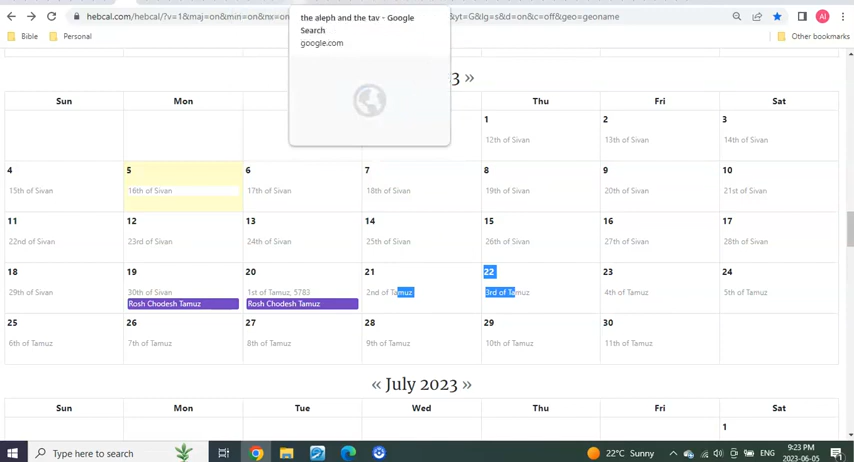 hebcal.com/hebcal/?v=1&maj=on&min=on&nx=on
&yt=G&lg=s&d=on&c=off&geo=geoname
Bible
Personal
Other bookmarks
the aleph and the tav - Google
Search
google.com
3 »
Sun Mon Thu Fri Sat
1 2 3
12th of Sivan 13th of Sivan 14th of Sivan
4 5 6 7 8 9 10
15th of Sivan 16th of Sivan 17th of Sivan 18th of Sivan 19th of Sivan 20th of Sivan 21st of Sivan
11 12 13 14 15 16 17
22nd of Sivan 23rd of Sivan 24th of Sivan 25th of Sivan 26th of Sivan 27th of Sivan 28th of Sivan
18 19 20 21 22 23 24
29th of Sivan 30th of Sivan 1st of Tamuz, 5783 2nd of Tamuz 3rd of Tamuz 4th of Tamuz 5th of Tamuz
Rosh Chodesh Tamuz Rosh Chodesh Tamuz
25 26 27 28 29 30
6th of Tamuz 7th of Tamuz 8th of Tamuz 9th of Tamuz 10th of Tamuz 11th of Tamuz
« July 2023 »
Sun Mon Tue Wed Thu Fri Sat
1
Type here to search
22°C Sunny
ENG
9:23 PM
2023-06-05